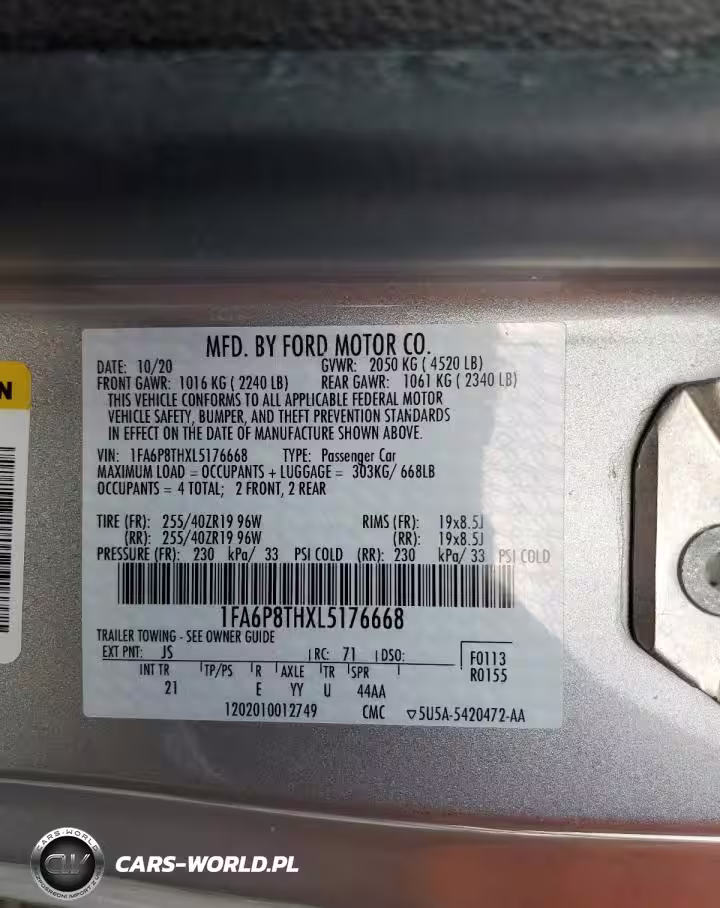 MFD. BY FORD MOTOR CO.
DATE: 10/20 GVWR: 2050 KG ( 4520 LB)
FRONT GAWR: 1016 KG ( 2240 LB) REAR GAWR: 1061 KG ( 2340 LB)
THIS VEHICLE CONFORMS TO ALL APPLICABLE FEDERAL MOTOR
VEHICLE SAFETY, BUMPER, AND THEFT PREVENTION STANDARDS
IN EFFECT ON THE DATE OF MANUFACTURE SHOWN ABOVE.
VIN: 1FA6P8THXL5176668 TYPE: Passenger Car
MAXIMUM LOAD = OCCUPANTS + LUGGAGE = 303KG/ 668LB
OCCUPANTS = 4 TOTAL; 2 FRONT, 2 REAR
TIRE (FR): 255/40ZR19 96W RIMS (FR): 19x8.5J
(RR): 255/40ZR19 96W (RR): 19x8.5J
PRESSURE (FR): 230 kPa/ 33 PSI COLD (RR): 230 kPa/ 33 PSI COLD
1FA6P8THXL5176668
TRAILER TOWING - SEE OWNER GUIDE
EXT PNT: JS RC: 71 DSO: F0113
INT TR TP/PS R AXLE TR SPR R0155
21 E YY U 44AA
1202010012749 CMC ▽5U5A-5420472-AA
N
CARS-WORLD
CW
CARS-WORLD.PL